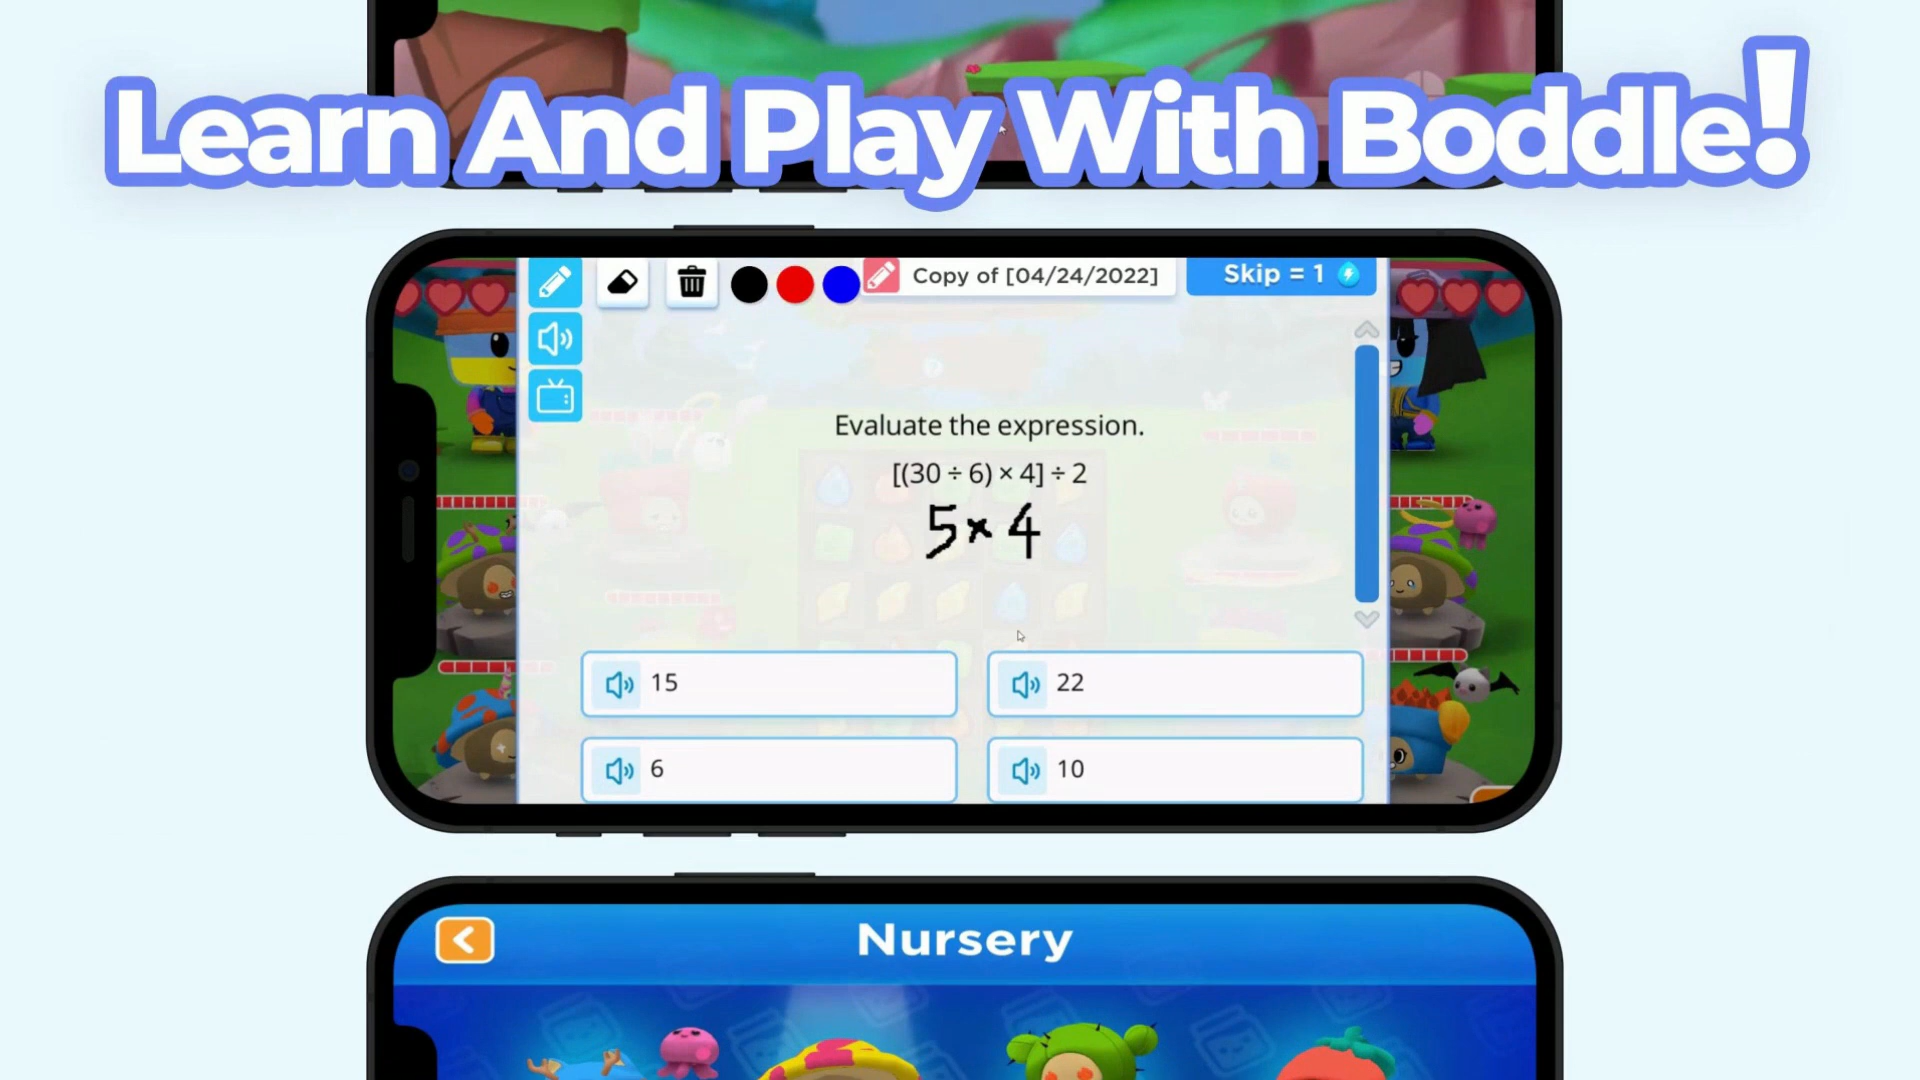 Learn And Play With Boddle!
Copy of [04/24/2022]
Skip = 1
Evaluate the expression.
[(30 ÷ 6) × 4] ÷ 2
5 × 4
15
22
6
10
Nursery